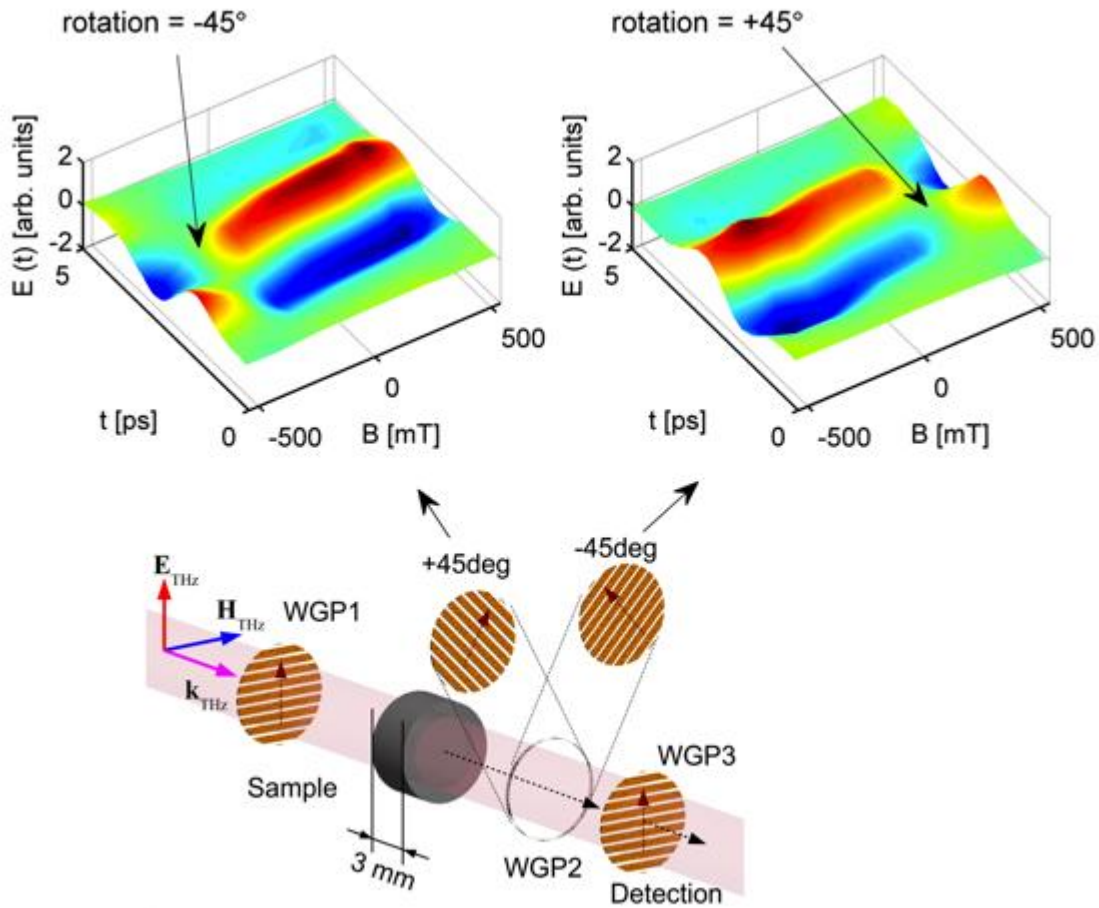 rotation = -45°
rotation = +45°
E (t) [arb. units]
2
0
-2
5
t [ps]
0
-500
0
500
B [mT]
E (t) [arb. units]
2
0
-2
5
t [ps]
0
-500
0
500
B [mT]
+45deg
-45deg
E THz
H THz
k THz
WGP1
Sample
3 mm
WGP2
WGP3
Detection